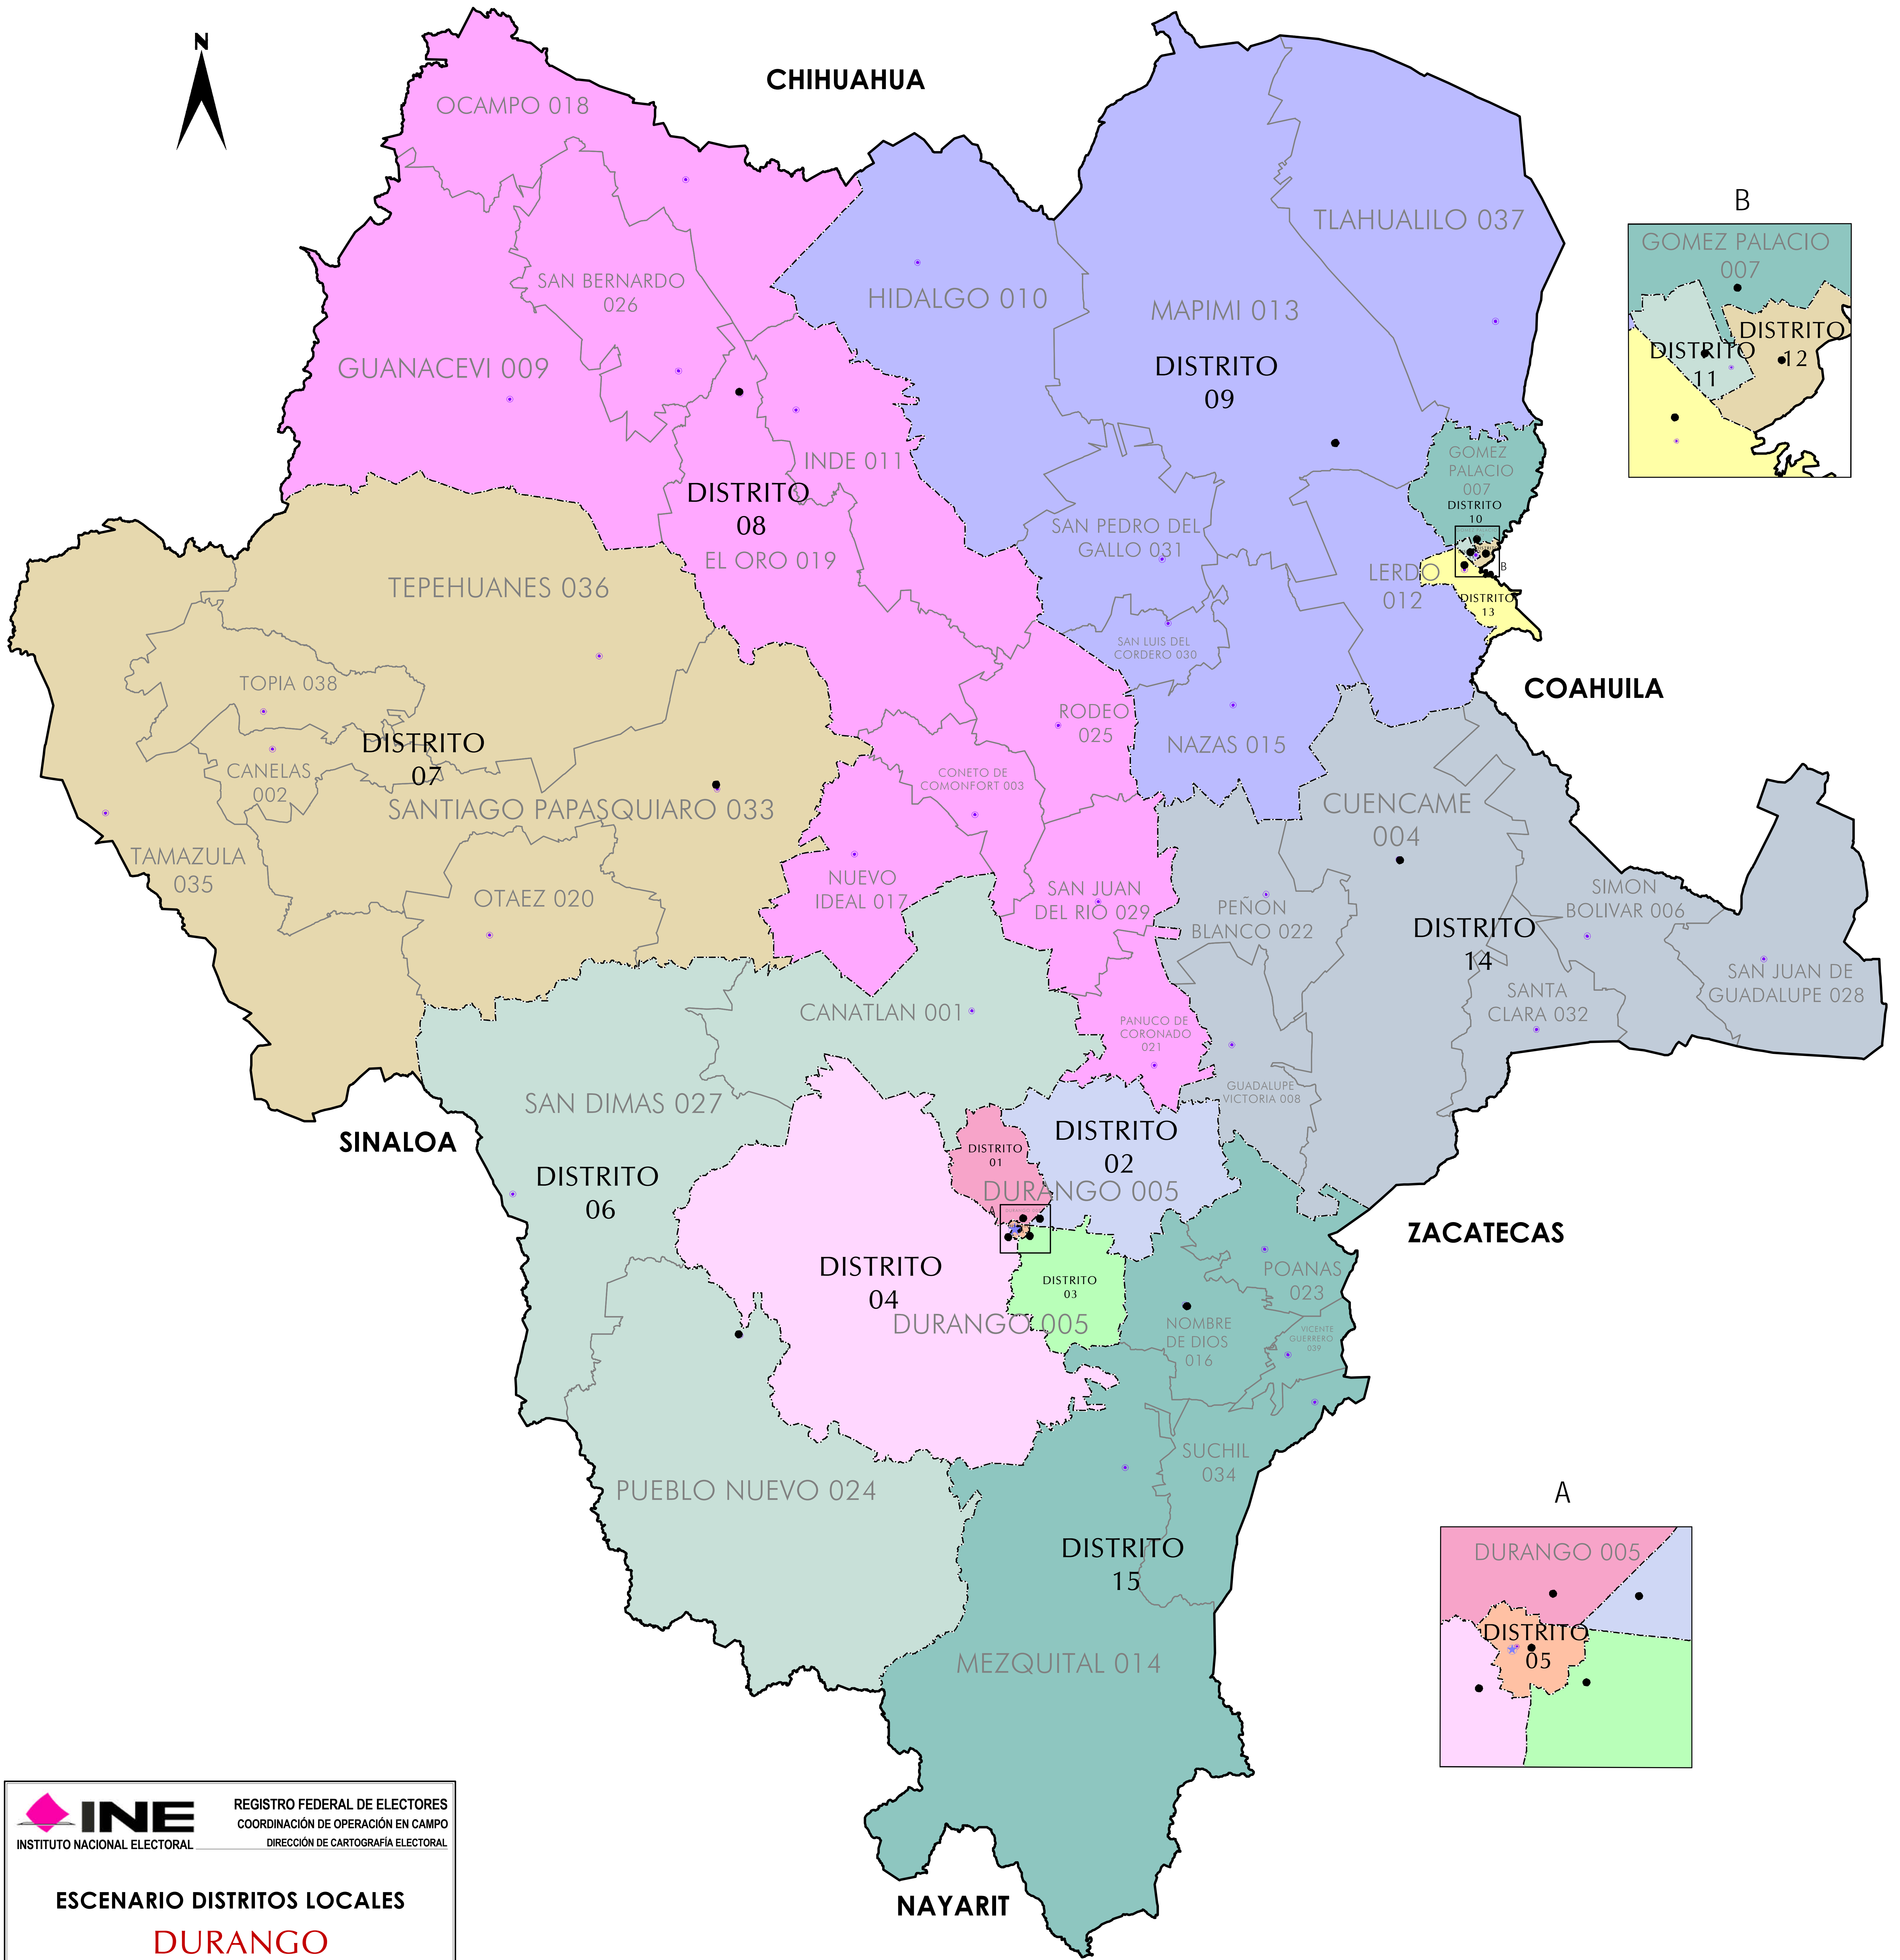 N
CHIHUAHUA
OCAMPO 018
SAN BERNARDO
026
GUANACEVI 009
HIDALGO 010
MAPIMI 013
TLAHUALILO 037
DISTRITO
09
B
GOMEZ PALACIO
007
DISTRITO
12
DISTRITO
11
INDE 011
DISTRITO
08
EL ORO 019
GOMEZ
PALACIO
007
DISTRITO
10
B
SAN PEDRO DEL
GALLO 031
LERDO
012
DISTRITO
13
SAN LUIS DEL
CORDERO 030
TEPEHUANES 036
TOPIA 038
DISTRITO
07
CANELAS
002
SANTIAGO PAPASQUIARO 033
TAMAZULA
035
OTAEZ 020
COAHUILA
RODEO
025
NAZAS 015
CONETO DE
COMONFORT 003
NUEVO
IDEAL 017
SAN JUAN
DEL RIO 029
CUENCAME
004
PEÑON
BLANCO 022
DISTRITO
14
SIMON
BOLIVAR 006
SAN JUAN DE
GUADALUPE 028
SANTA
CLARA 032
CANATLAN 001
PANUCO DE
CORONADO
021
GUADALUPE
VICTORIA 008
SAN DIMAS 027
SINALOA
DISTRITO
06
DISTRITO
01
DISTRITO
02
DURANGO 005
A
ZACATECAS
DISTRITO
04
DISTRITO
03
DURANGO 005
POANAS
023
NOMBRE
DE DIOS
016
VICENTE
GUERRERO
039
SUCHIL
034
PUEBLO NUEVO 024
DISTRITO
15
MEZQUITAL 014
A
DURANGO 005
DISTRITO
05
NAYARIT
INE
INSTITUTO NACIONAL ELECTORAL
REGISTRO FEDERAL DE ELECTORES
COORDINACIÓN DE OPERACIÓN EN CAMPO
DIRECCIÓN DE CARTOGRAFÍA ELECTORAL
ESCENARIO DISTRITOS LOCALES
DURANGO